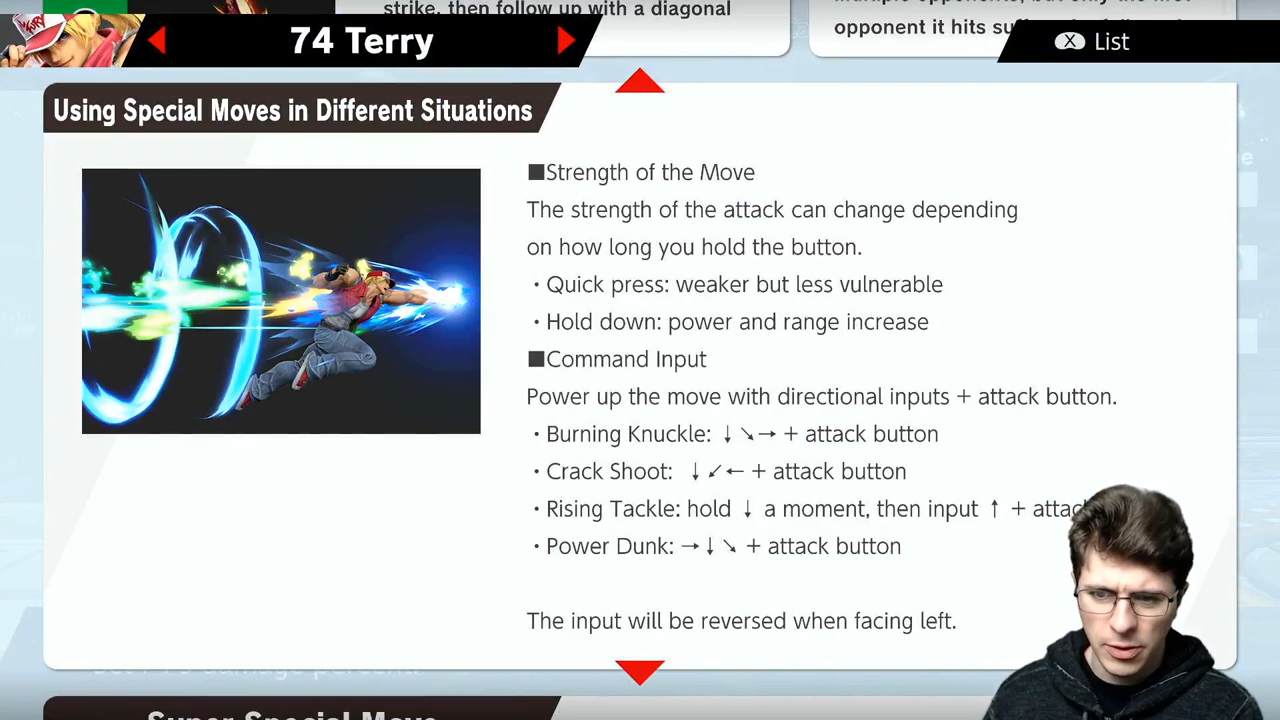 strike, then follow up with a diagonal
opponent it hits
74 Terry
X List
Using Special Moves in Different Situations
■Strength of the Move
The strength of the attack can change depending
on how long you hold the button.
・Quick press: weaker but less vulnerable
・Hold down: power and range increase
■Command Input
Power up the move with directional inputs + attack button.
・Burning Knuckle: ↓↘→ + attack button
・Crack Shoot: ↓↙← + attack button
・Rising Tackle: hold ↓ a moment, then input ↑ +
・Power Dunk: →↓↘ + attack button
The input will be reversed when facing left.
Super Special Move